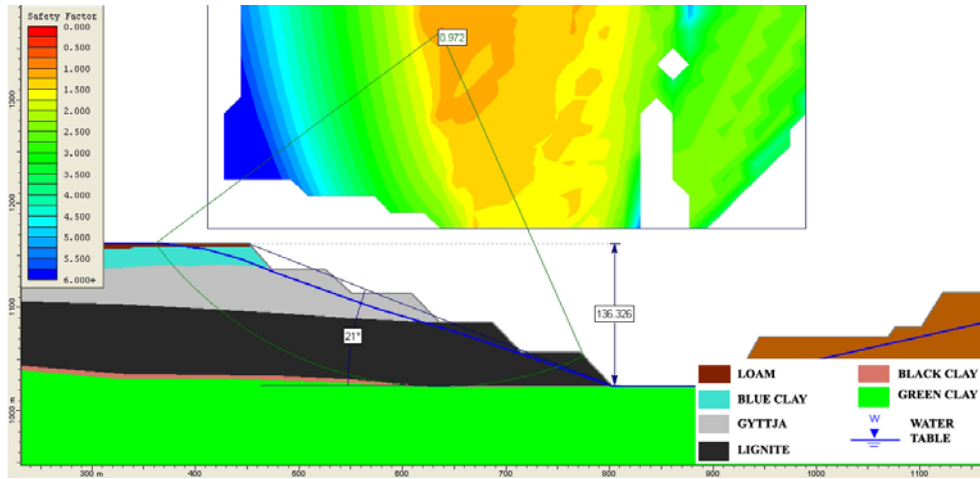 Safety Factor
0.000
0.500
1.000
1.500
2.000
2.500
3.000
3.500
4.000
4.500
5.000
5.500
6.000+
0.972
136.326
21°
LOAM
BLUE CLAY
GYTTJA
LIGNITE
BLACK CLAY
GREEN CLAY
W
WATER
TABLE
1200
1200
1100
1000
300 m
400
500
600
700
800
900
1000
1100